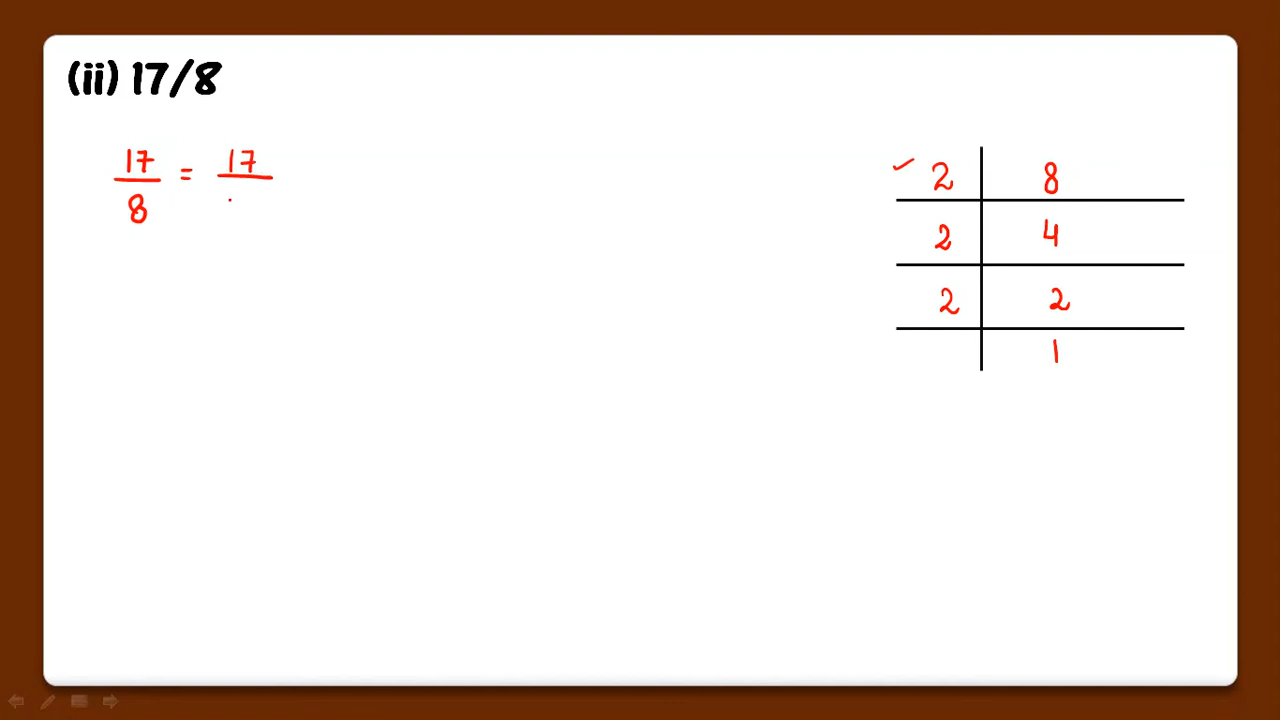 (ii) 17/8
17/8 = 17/
✓ 2 | 8
2 | 4
2 | 2
| 1